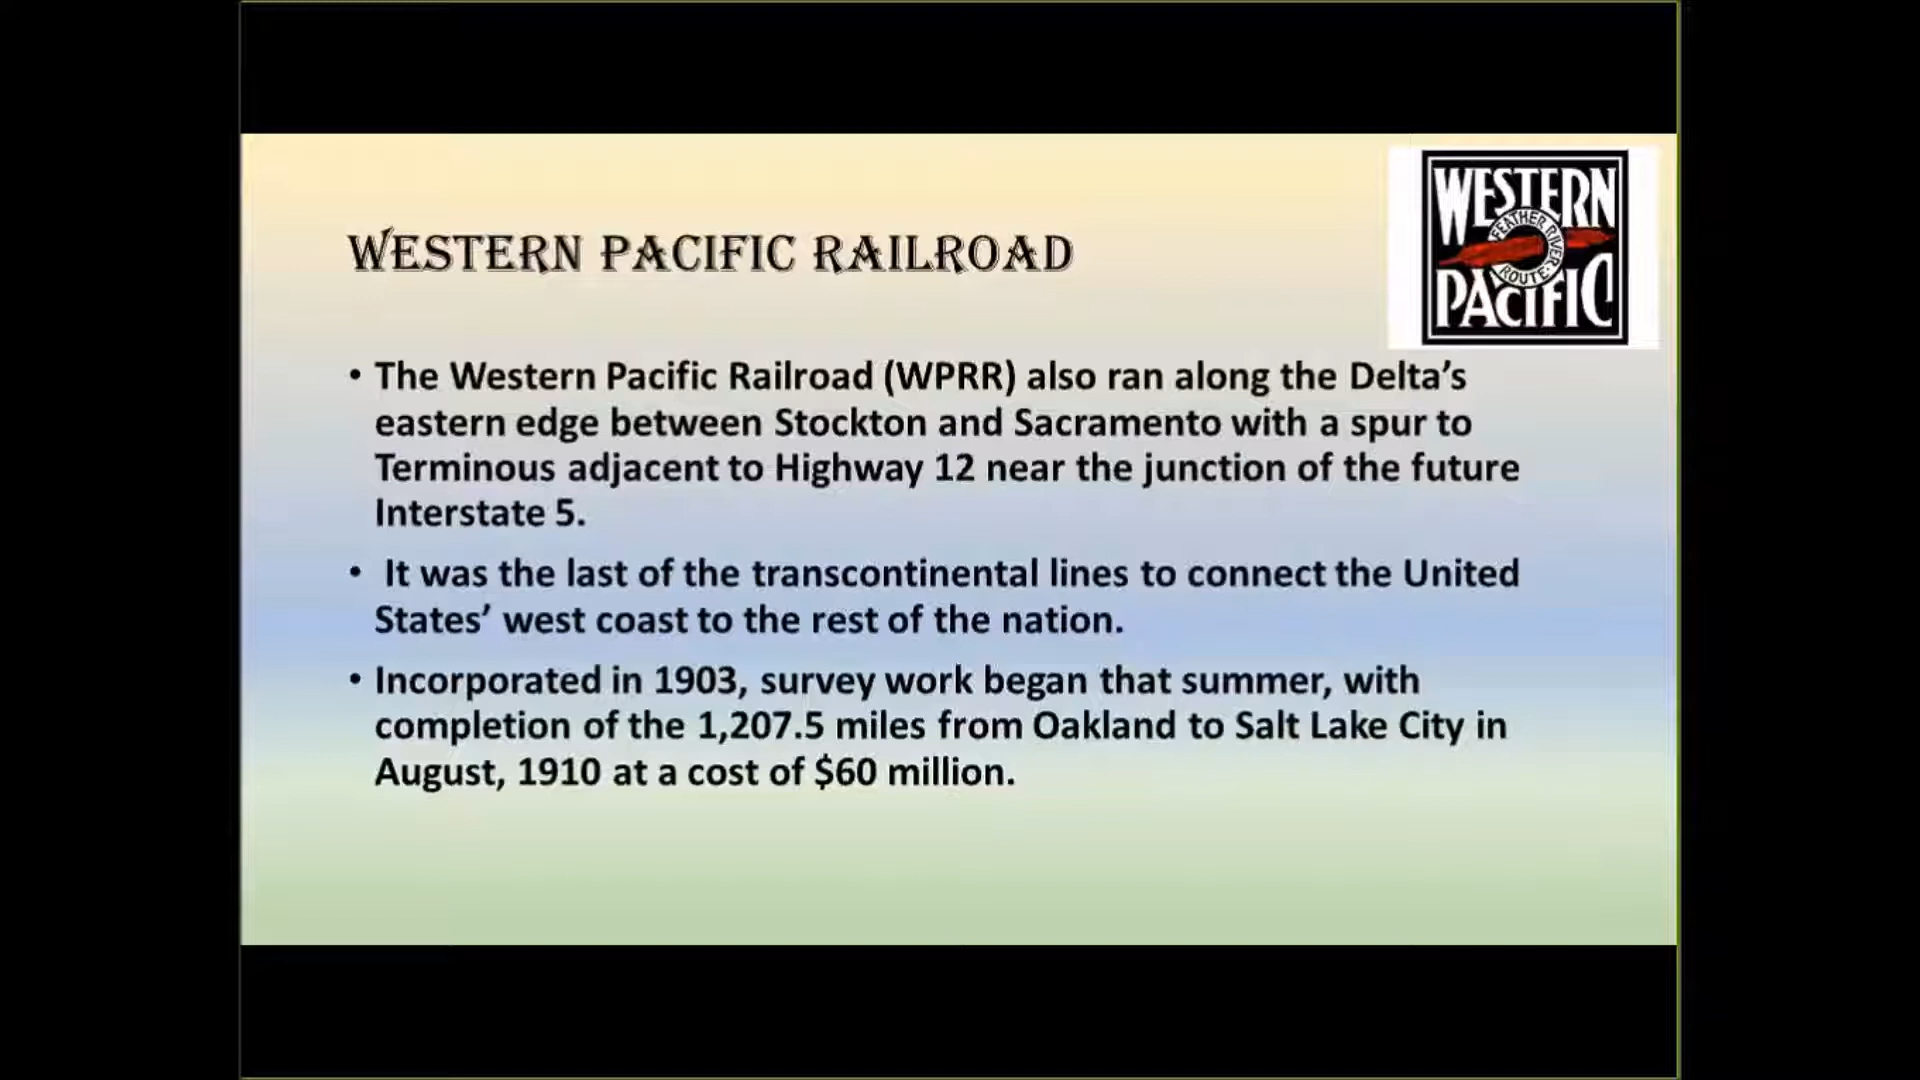 WESTERN PACIFIC RAILROAD
WESTERN
FEATHER RIVER
ROUTE
PACIFIC
• The Western Pacific Railroad (WPRR) also ran along the Delta’s
eastern edge between Stockton and Sacramento with a spur to
Terminous adjacent to Highway 12 near the junction of the future
Interstate 5.
• It was the last of the transcontinental lines to connect the United
States’ west coast to the rest of the nation.
• Incorporated in 1903, survey work began that summer, with
completion of the 1,207.5 miles from Oakland to Salt Lake City in
August, 1910 at a cost of $60 million.